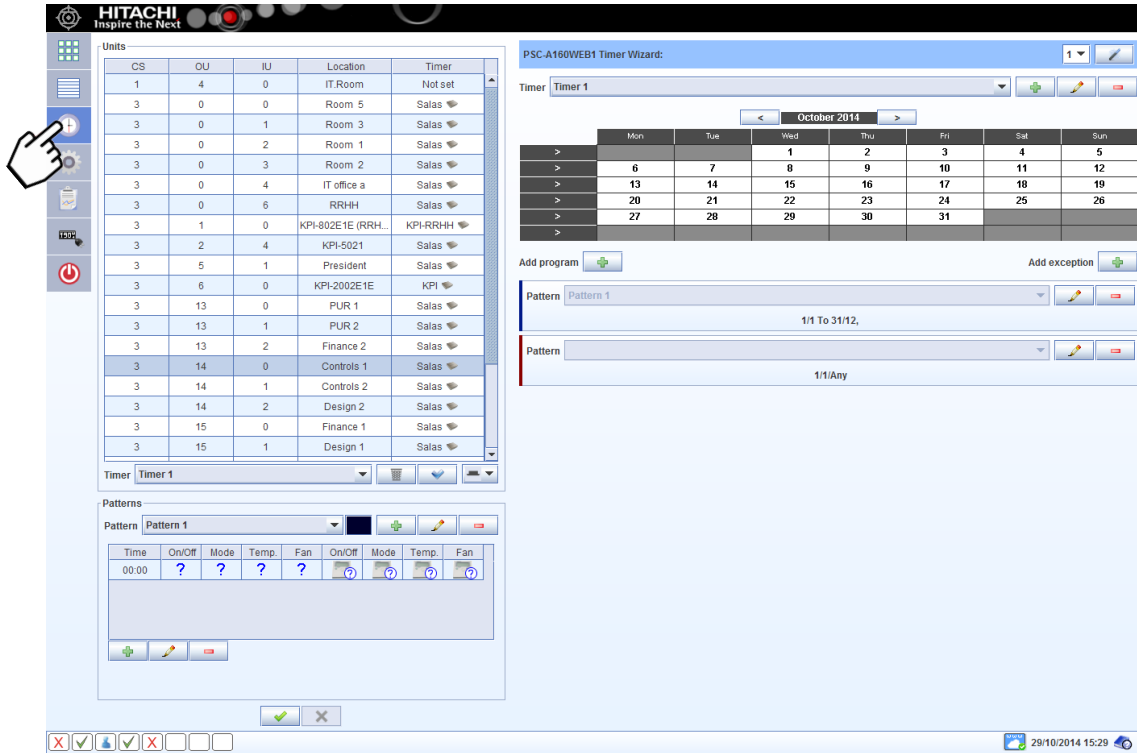 HITACHI
Inspire the Next
Units
CS OU IU Location Timer
1 4 0 IT.Room Not set
3 0 0 Room 5 Salas
3 0 1 Room 3 Salas
3 0 2 Room 1 Salas
3 0 3 Room 2 Salas
3 0 4 IT office a Salas
3 0 6 RRHH Salas
3 1 0 KPI-802E1E (RRH... KPI-RRHH
3 2 4 KPI-5021 Salas
3 5 1 President Salas
3 6 0 KPI-2002E1E KPI
3 13 0 PUR 1 Salas
3 13 1 PUR 2 Salas
3 13 2 Finance 2 Salas
3 14 0 Controls 1 Salas
3 14 1 Controls 2 Salas
3 14 2 Design 2 Salas
3 15 0 Finance 1 Salas
3 15 1 Design 1 Salas
Timer Timer 1
Patterns
Pattern Pattern 1
Time On/Off Mode Temp. Fan On/Off Mode Temp. Fan
00:00 ? ? ? ? ? ? ? ?
PSC-A160WEB1 Timer Wizard: 1
Timer Timer 1
< October 2014 >
Mon Tue Wed Thu Fri Sat Sun
> 1 2 3 4 5
> 6 7 8 9 10 11 12
> 13 14 15 16 17 18 19
> 20 21 22 23 24 25 26
> 27 28 29 30 31
>
Add program Add exception
Pattern Pattern 1
1/1 To 31/12,
Pattern
1/1/Any
29/10/2014 15:29